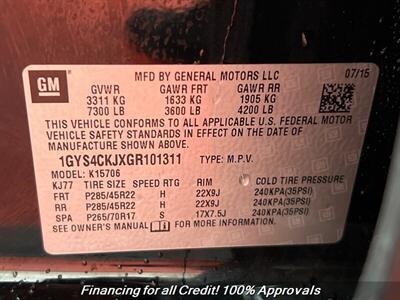 GM
MFD BY GENERAL MOTORS LLC
07/15
GVWR GAWR FRT GAWR RR
3311 KG 1633 KG 1905 KG
7300 LB 3600 LB 4200 LB
THIS VEHICLE CONFORMS TO ALL APPLICABLE U.S. FEDERAL MOTOR
VEHICLE SAFETY STANDARDS IN EFFECT ON THE DATE OF
MANUFACTURE SHOWN ABOVE.
1GYS4CKJXGR101311 TYPE: M.P.V.
MODEL: K15706
KJ77 TIRE SIZE SPEED RTG RIM COLD TIRE PRESSURE
FRT P285/45R22 H 22X9J 240KPA(35PSI)
RR P285/45R22 H 22X9J 240KPA(35PSI)
SPA P265/70R17 S 17X7.5J 240KPA(35PSI)
SEE OWNER'S MANUAL
Financing for all Credit! 100% Approvals